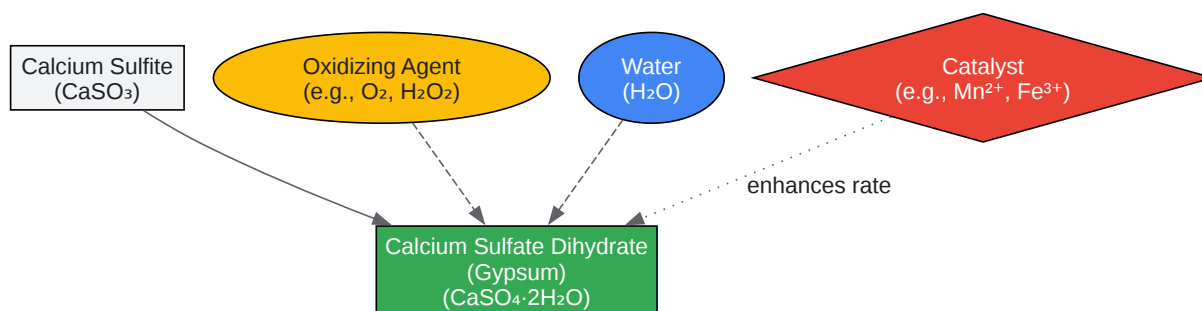 Calcium Sulfite
(CaSO₃)
Oxidizing Agent
(e.g., O₂, H₂O₂)
Water
(H₂O)
Catalyst
(e.g., Mn²⁺, Fe³⁺)
enhances rate
Calcium Sulfate Dihydrate
(Gypsum)
(CaSO₄·2H₂O)